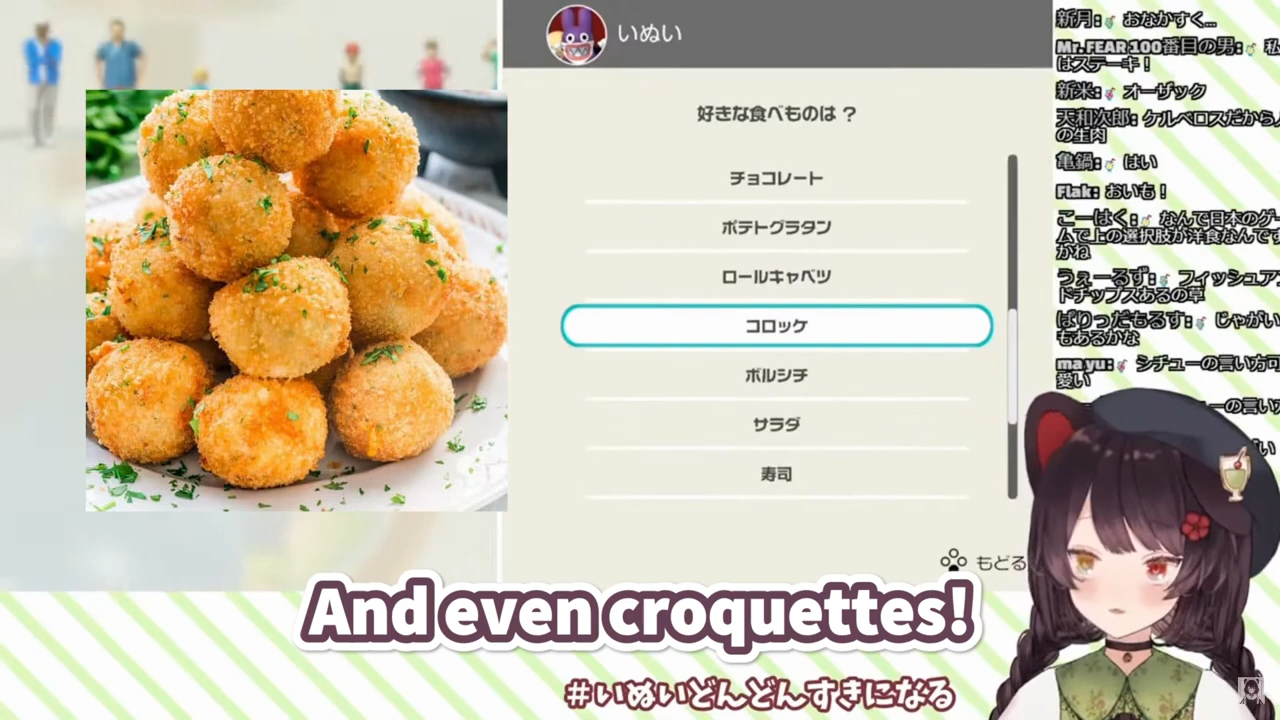 いぬい
好きな食べものは？
チョコレート
ポテトグラタン
ロールキャベツ
コロッケ
ボルシチ
サラダ
寿司
もどる
新月: おなかすく…
Mr.FEAR 100番目の男: 私
はステーキ！
新米: オーザック
天和次郎: ケルベロスだから人
の生肉
亀鍋: はい
Flak: おいも！
こーはく: なんで日本のゲー
ムで上の選択肢が洋食なんです
かね
うぇーるず: フィッシュアン
ドチップスあるの草
ぱりっだもるす: じゃがい
もあるかな
mayu: シチューの言い方可
愛い
ーの言い方
And even croquettes!
#いぬいどんどんすきになる